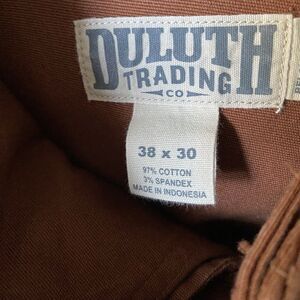 DULUTH
TRADING
CO
38 x 30
97% COTTON
3% SPANDEX
MADE IN INDONESIA